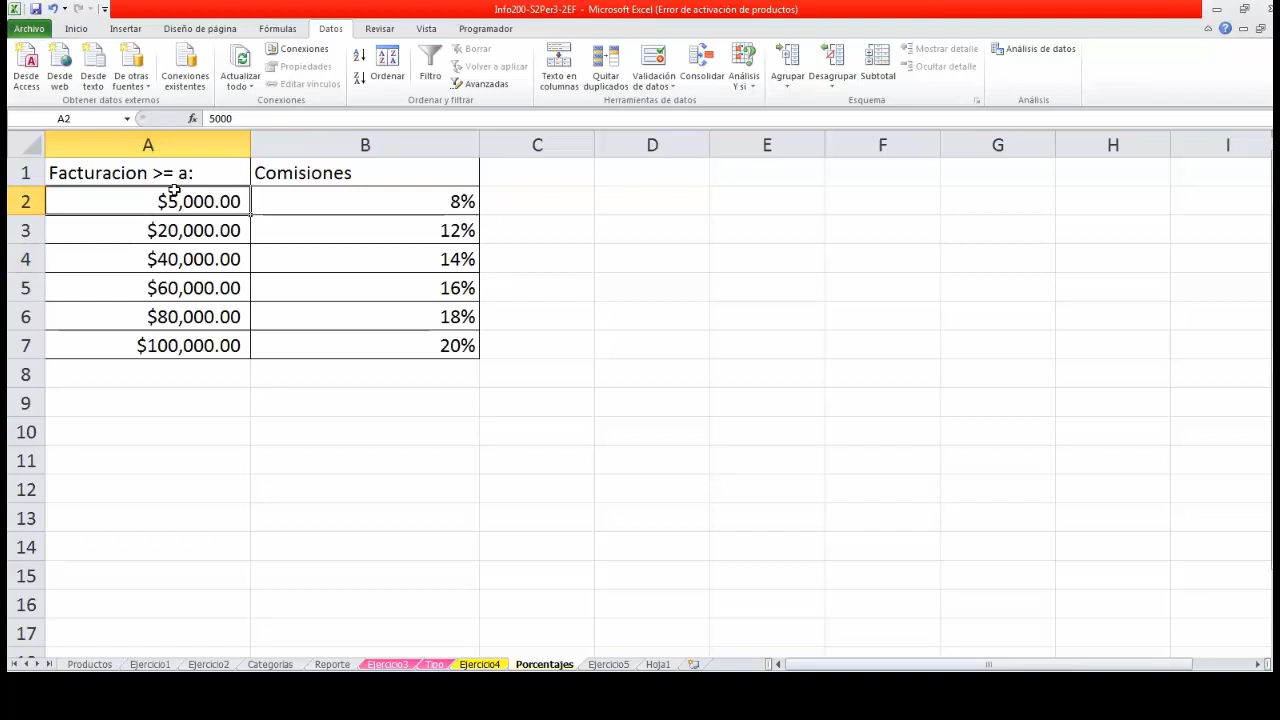 Info200-S2Per3-2EF - Microsoft Excel (Error de activación de productos)
Archivo Inicio Insertar Diseño de página Fórmulas Datos Revisar Vista Programador
Desde Access
Desde web
Desde texto
De otras fuentes
Conexiones existentes
Obtener datos externos
Actualizar todo
Conexiones
Propiedades
Editar vínculos
Conexiones
Ordenar
Filtro
Borrar
Volver a aplicar
Avanzadas
Ordenar y filtrar
Texto en columnas
Quitar duplicados
Validación de datos
Consolidar
Análisis Y si
Herramientas de datos
Agrupar
Desagrupar
Subtotal
Mostrar detalle
Ocultar detalle
Esquema
Análisis de datos
Análisis
A2 fx 5000
A B C D E F G H I
1 Facturacion >= a: Comisiones
2 $5,000.00 8%
3 $20,000.00 12%
4 $40,000.00 14%
5 $60,000.00 16%
6 $80,000.00 18%
7 $100,000.00 20%
8
9
10
11
12
13
14
15
16
17
Productos Ejercicio1 Ejercicio2 Categorias Reporte Ejercicio3 Tipo Ejercicio4 Porcentajes Ejercicio5 Hoja1